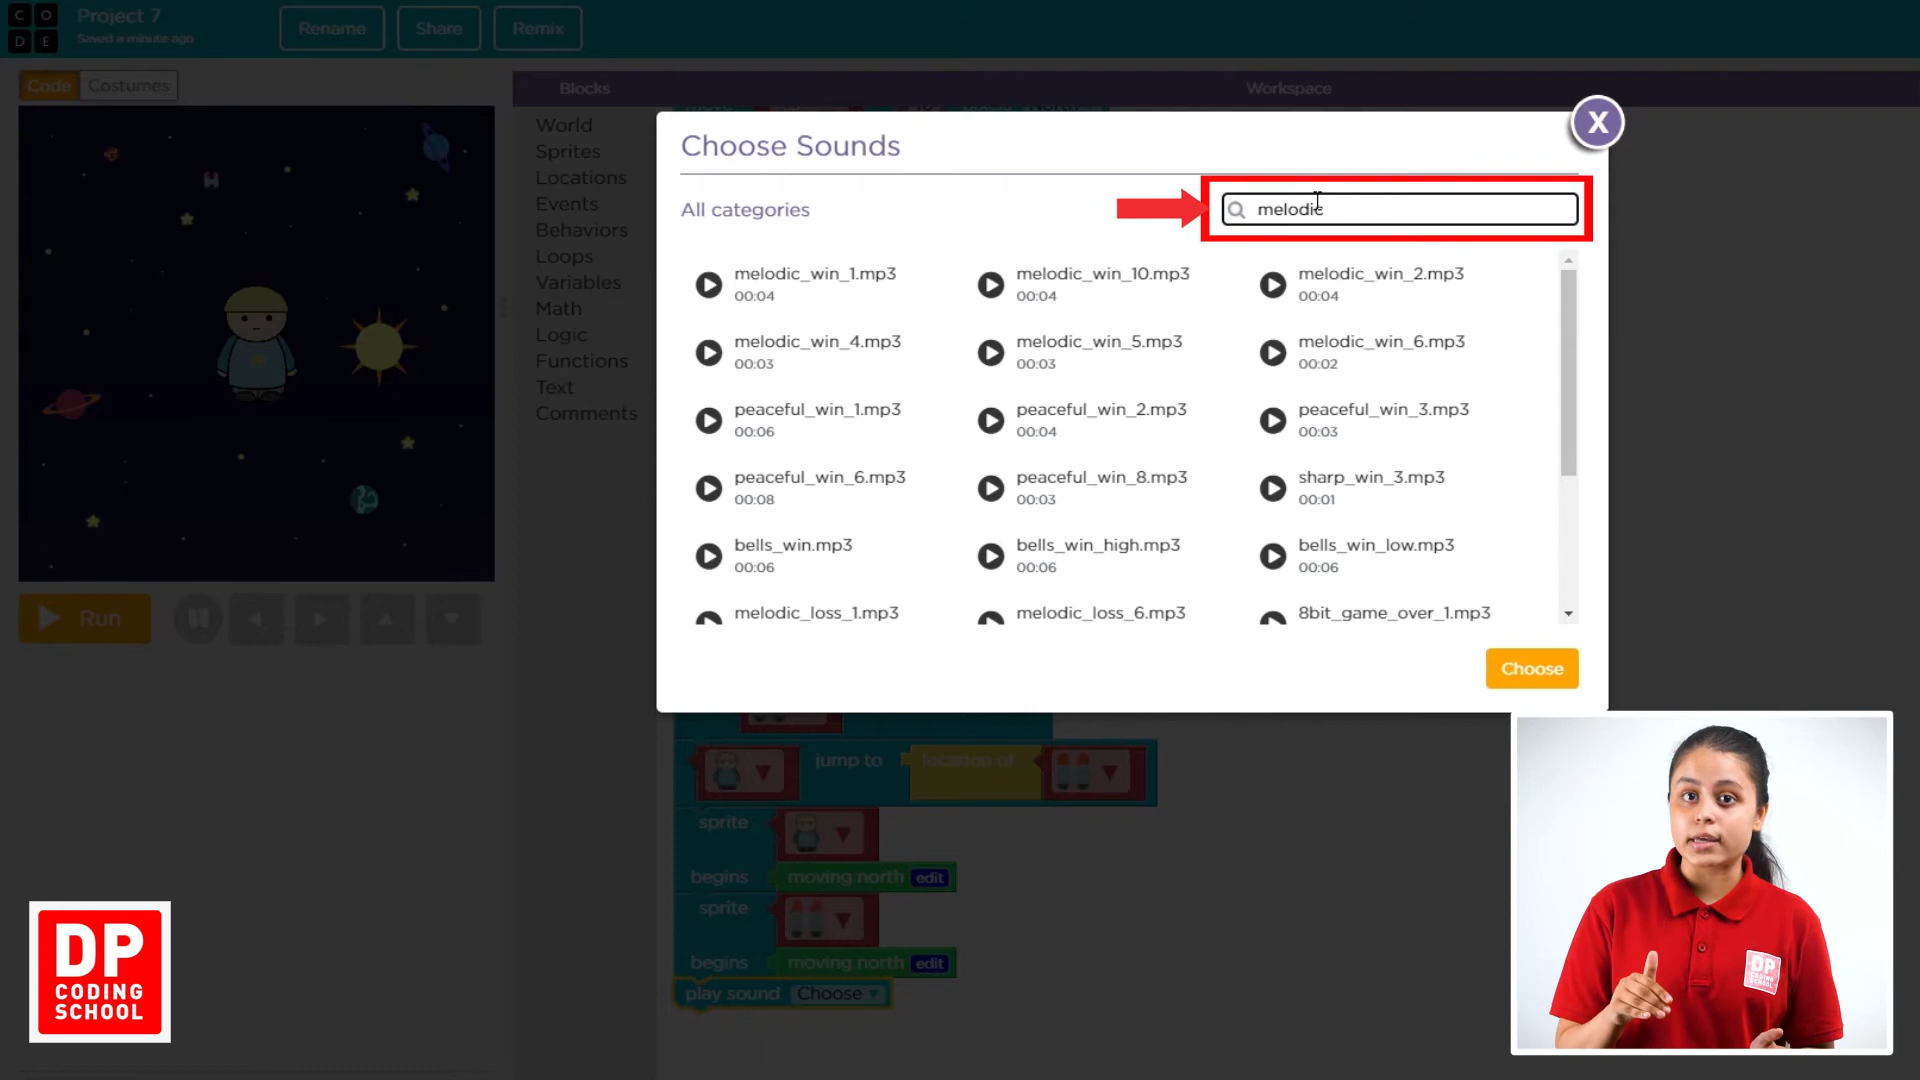 CODE
Project 7
Saved a minute ago
Rename
Share
Remix
Code
Costumes
Blocks
Workspace
World
Sprites
Locations
Events
Behaviors
Loops
Variables
Math
Logic
Functions
Text
Comments
Run
Choose Sounds
X
All categories
melodic
melodic_win_1.mp3
00:04
melodic_win_10.mp3
00:04
melodic_win_2.mp3
00:04
melodic_win_4.mp3
00:03
melodic_win_5.mp3
00:03
melodic_win_6.mp3
00:02
peaceful_win_1.mp3
00:06
peaceful_win_2.mp3
00:04
peaceful_win_3.mp3
00:03
peaceful_win_6.mp3
00:08
peaceful_win_8.mp3
00:03
sharp_win_3.mp3
00:01
bells_win.mp3
00:06
bells_win_high.mp3
00:06
bells_win_low.mp3
00:06
melodic_loss_1.mp3
melodic_loss_6.mp3
8bit_game_over_1.mp3
Choose
jump to location of
sprite
begins moving north edit
sprite
begins moving north edit
play sound Choose
DP
CODING
SCHOOL
DP
CODING
SCHOOL